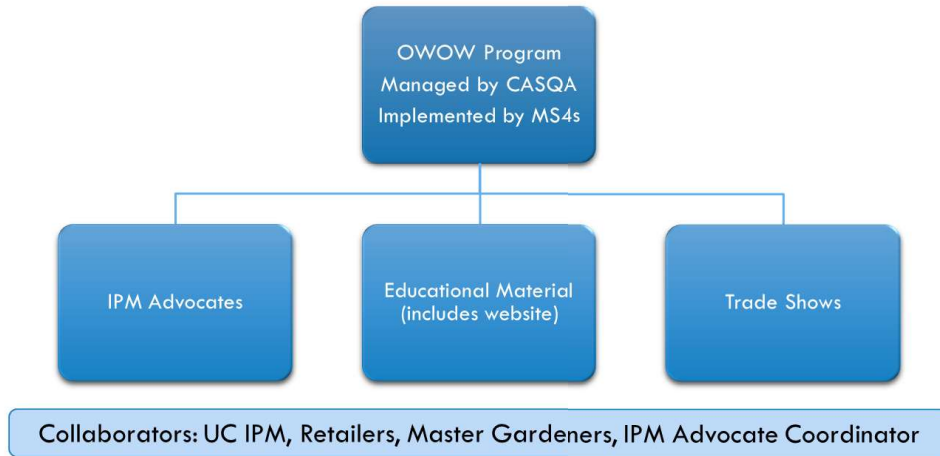 OWOW Program
Managed by CASQA
Implemented by MS4s
IPM Advocates
Educational Material
(includes website)
Trade Shows
Collaborators: UC IPM, Retailers, Master Gardeners, IPM Advocate Coordinator